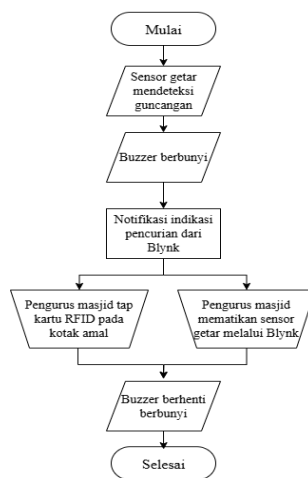 Mulai
Sensor getar
mendeteksi
guncangan
Buzzer berbunyi
Notifikasi indikasi
pencurian dari
Blynk
Pengurus masjid tap
kartu RFID pada
kotak amal
Pengurus masjid
mematikan sensor
getar melalui Blynk
Buzzer berhenti
berbunyi
Selesai